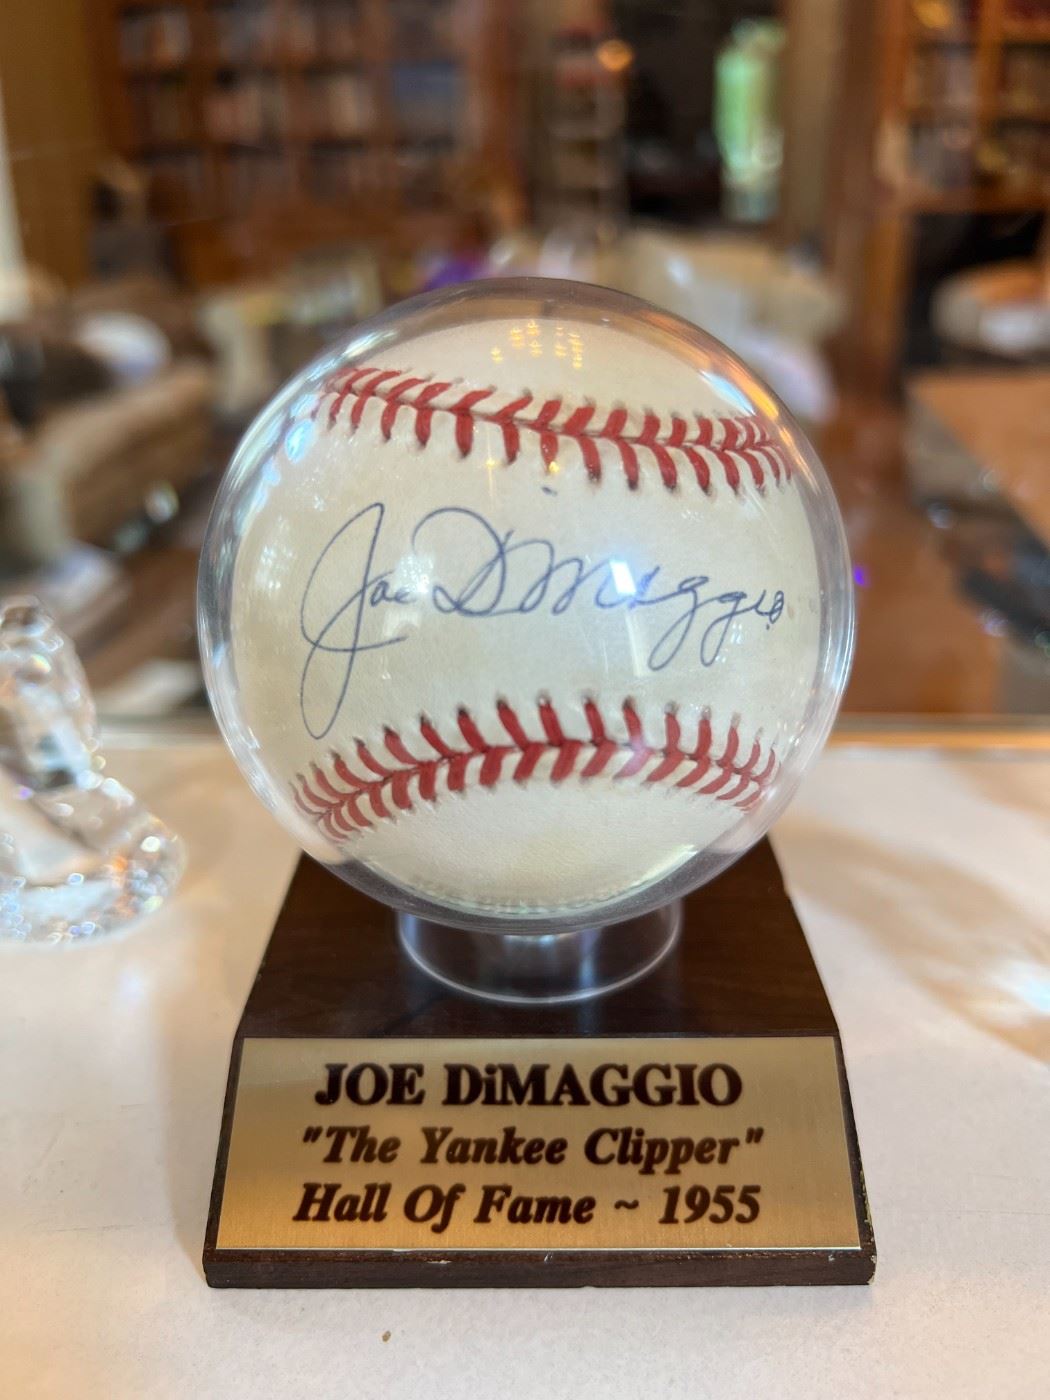 Joe DiMaggio
JOE DiMAGGIO
"The Yankee Clipper"
Hall Of Fame ~ 1955